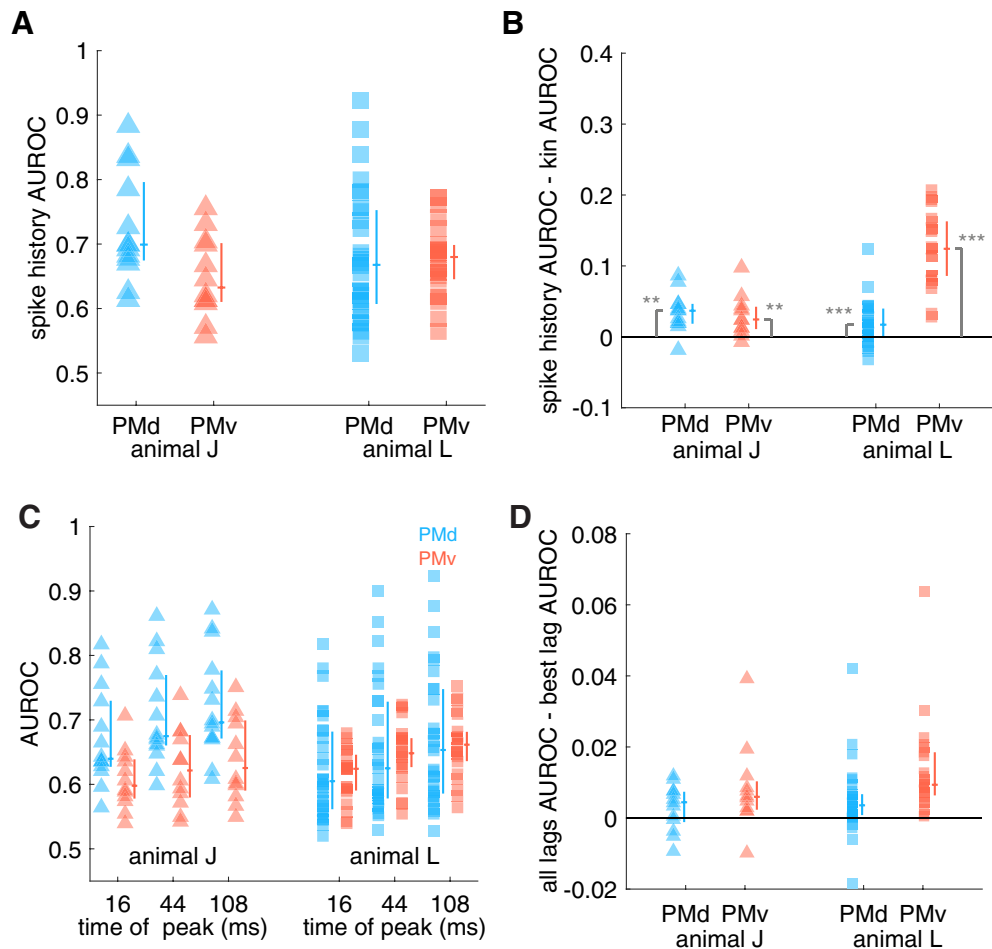 A
spike history AUROC
1
0.9
0.8
0.7
0.6
0.5
PMd PMv PMd PMv
animal J animal L
B
spike history AUROC - kin AUROC
0.4
0.3
0.2
0.1
0
-0.1
** ** *** ***
PMd PMv PMd PMv
animal J animal L
C
AUROC
1
0.9
0.8
0.7
0.6
0.5
PMd
PMv
animal J animal L
16 44 108 16 44 108
time of peak (ms) time of peak (ms)
D
all lags AUROC - best lag AUROC
0.08
0.06
0.04
0.02
0
-0.02
PMd PMv PMd PMv
animal J animal L